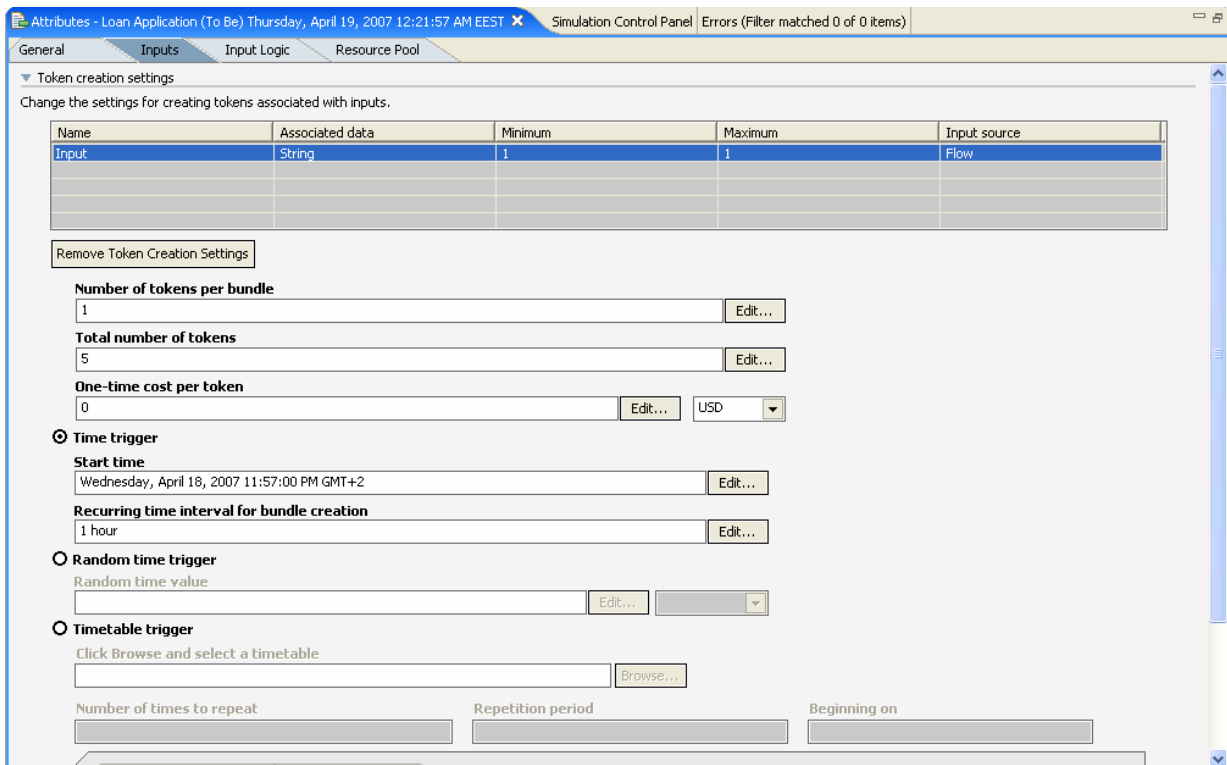 Attributes - Loan Application (To Be) Thursday, April 19, 2007 12:21:57 AM EEST Simulation Control Panel Errors (Filter matched 0 of 0 items)
General Inputs Input Logic Resource Pool
Token creation settings
Change the settings for creating tokens associated with inputs.
Name Associated data Minimum Maximum Input source
Input String 1 1 Flow
Remove Token Creation Settings
Number of tokens per bundle
1 Edit...
Total number of tokens
5 Edit...
One-time cost per token
0 Edit... USD
Time trigger
Start time
Wednesday, April 18, 2007 11:57:00 PM GMT+2 Edit...
Recurring time interval for bundle creation
1 hour Edit...
Random time trigger
Random time value
Edit...
Timetable trigger
Click Browse and select a timetable
Browse...
Number of times to repeat Repetition period Beginning on